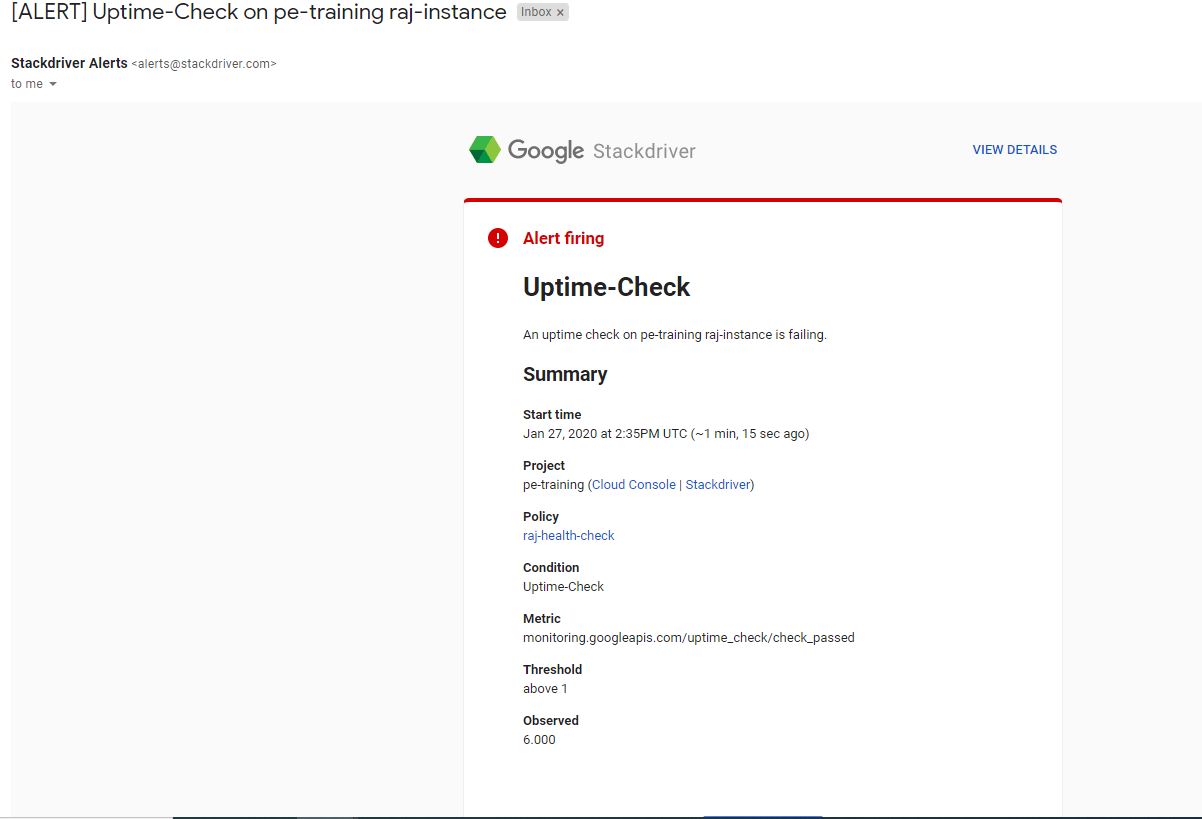 [ALERT] Uptime-Check on pe-training raj-instance Inbox ×
Stackdriver Alerts <alerts@stackdriver.com>
to me
Google Stackdriver VIEW DETAILS
! Alert firing
Uptime-Check
An uptime check on pe-training raj-instance is failing.
Summary
Start time
Jan 27, 2020 at 2:35PM UTC (~1 min, 15 sec ago)
Project
pe-training (Cloud Console | Stackdriver)
Policy
raj-health-check
Condition
Uptime-Check
Metric
monitoring.googleapis.com/uptime_check/check_passed
Threshold
above 1
Observed
6.000